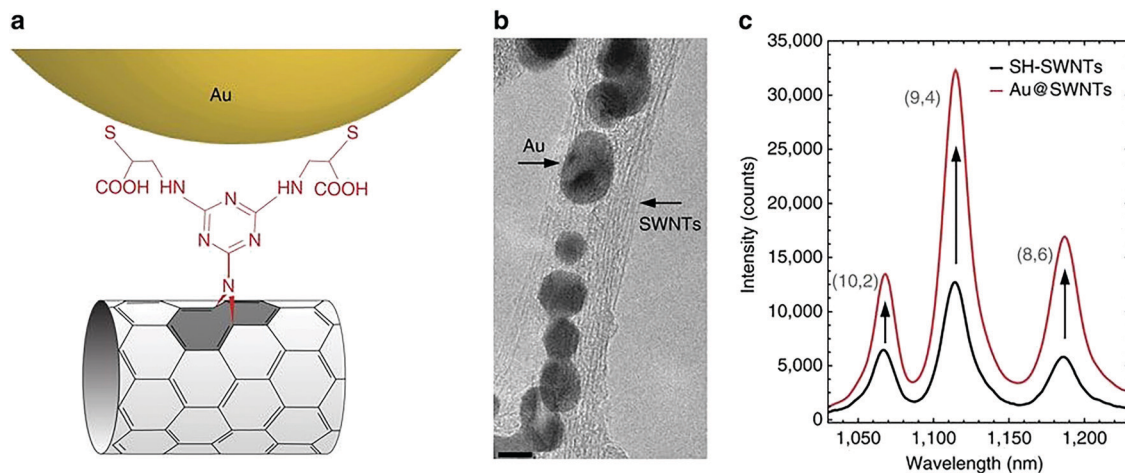 a
Au
S
S
COOH
HN
HN
COOH
N
N
N
N
b
Au
SWNTs
c
35,000
30,000
25,000
20,000
15,000
10,000
5,000
0
Intensity (counts)
SH-SWNTs
Au@SWNTs
(9,4)
(10,2)
(8,6)
1,050
1,100
1,150
1,200
Wavelength (nm)